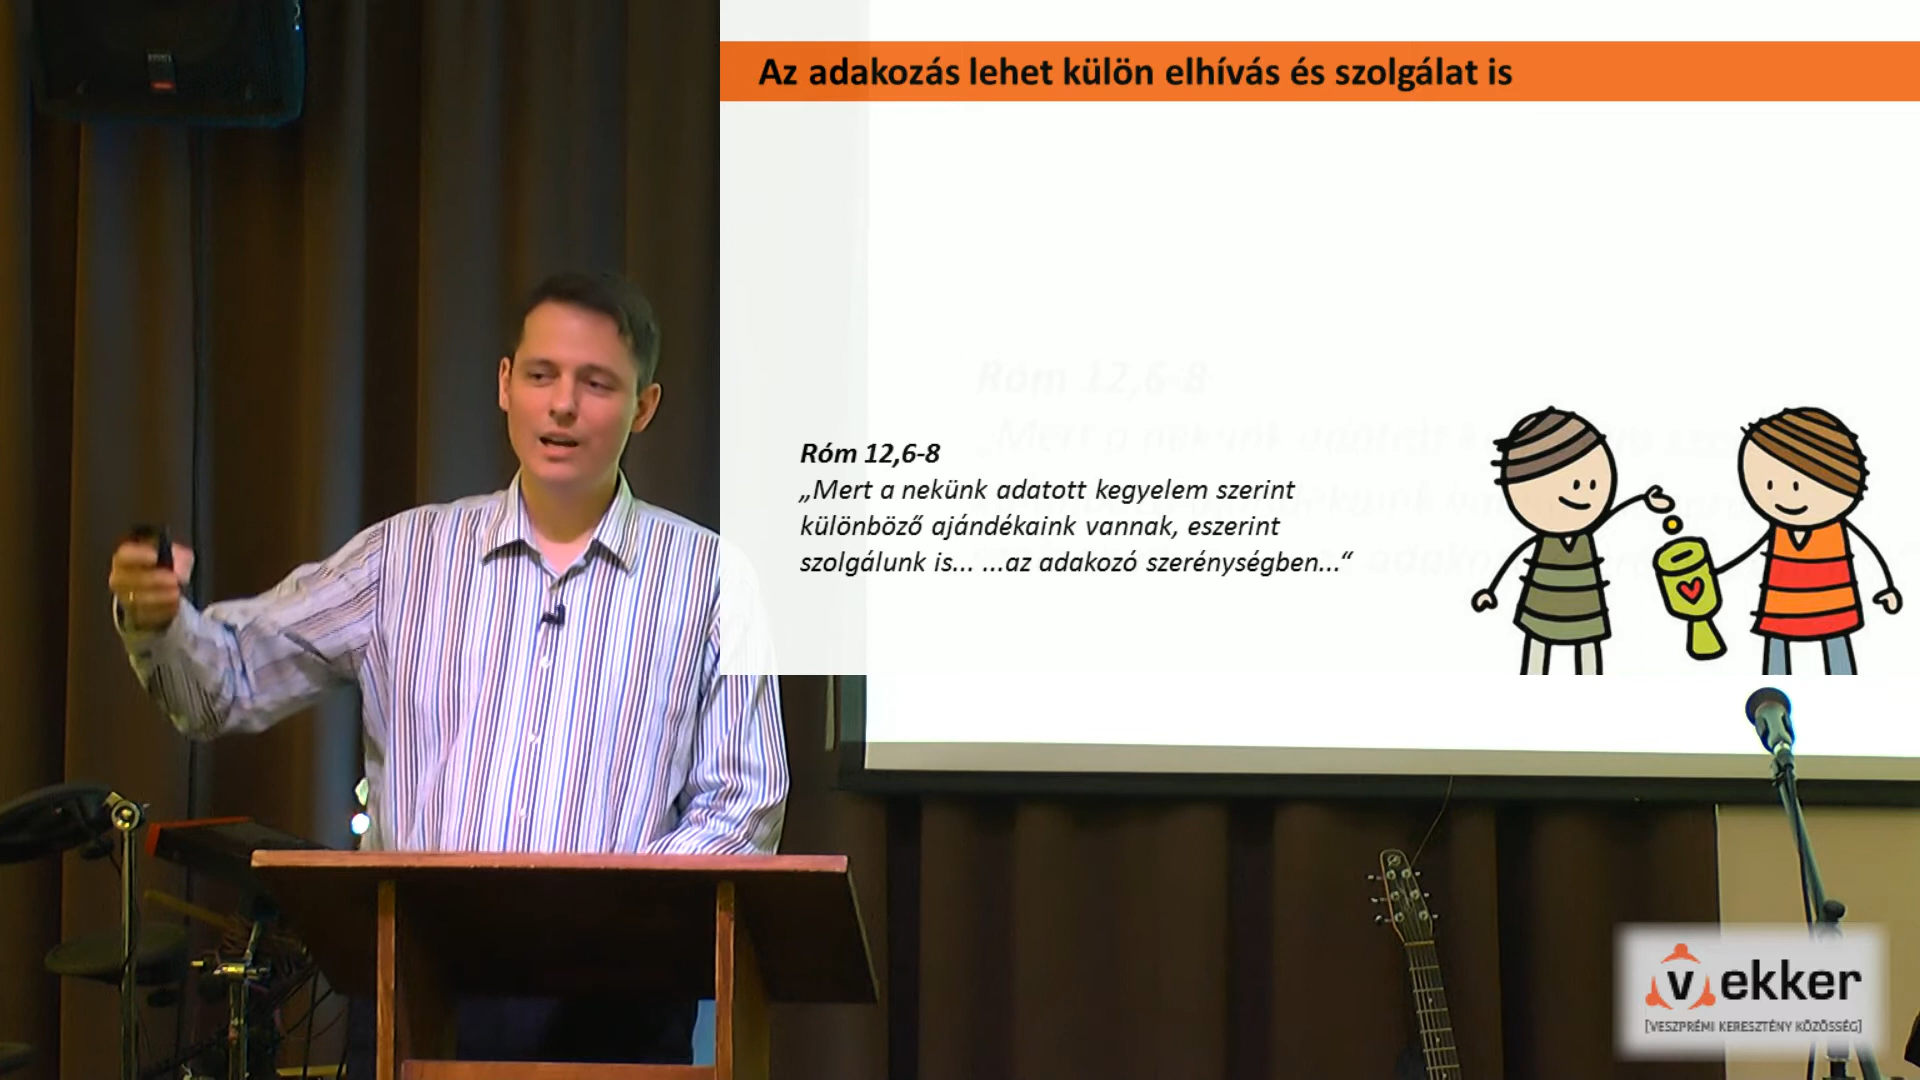 Az adakozás lehet külön elhívás és szolgálat is
Róm 12,6-8
„Mert a nekünk adatott kegyelem szerint
különböző ajándékaink vannak, eszerint
szolgálunk is... ...az adakozó szerénységben...“
vekker
[VESZPRÉMI KERESZTÉNY KÖZÖSSÉG]